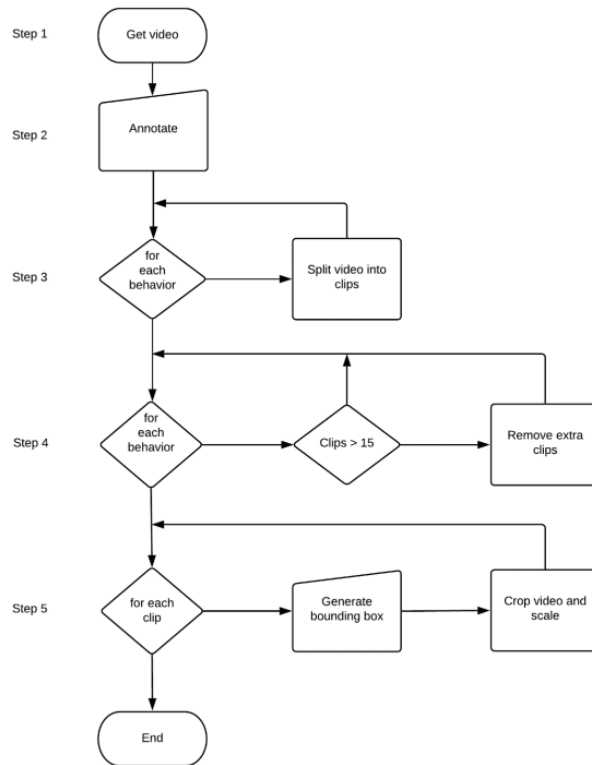 Step 1
Get video
Step 2
Annotate
Step 3
for
each
behavior
Split video into
clips
Step 4
for
each
behavior
Clips > 15
Remove extra
clips
Step 5
for each
clip
Generate
bounding box
Crop video and
scale
End